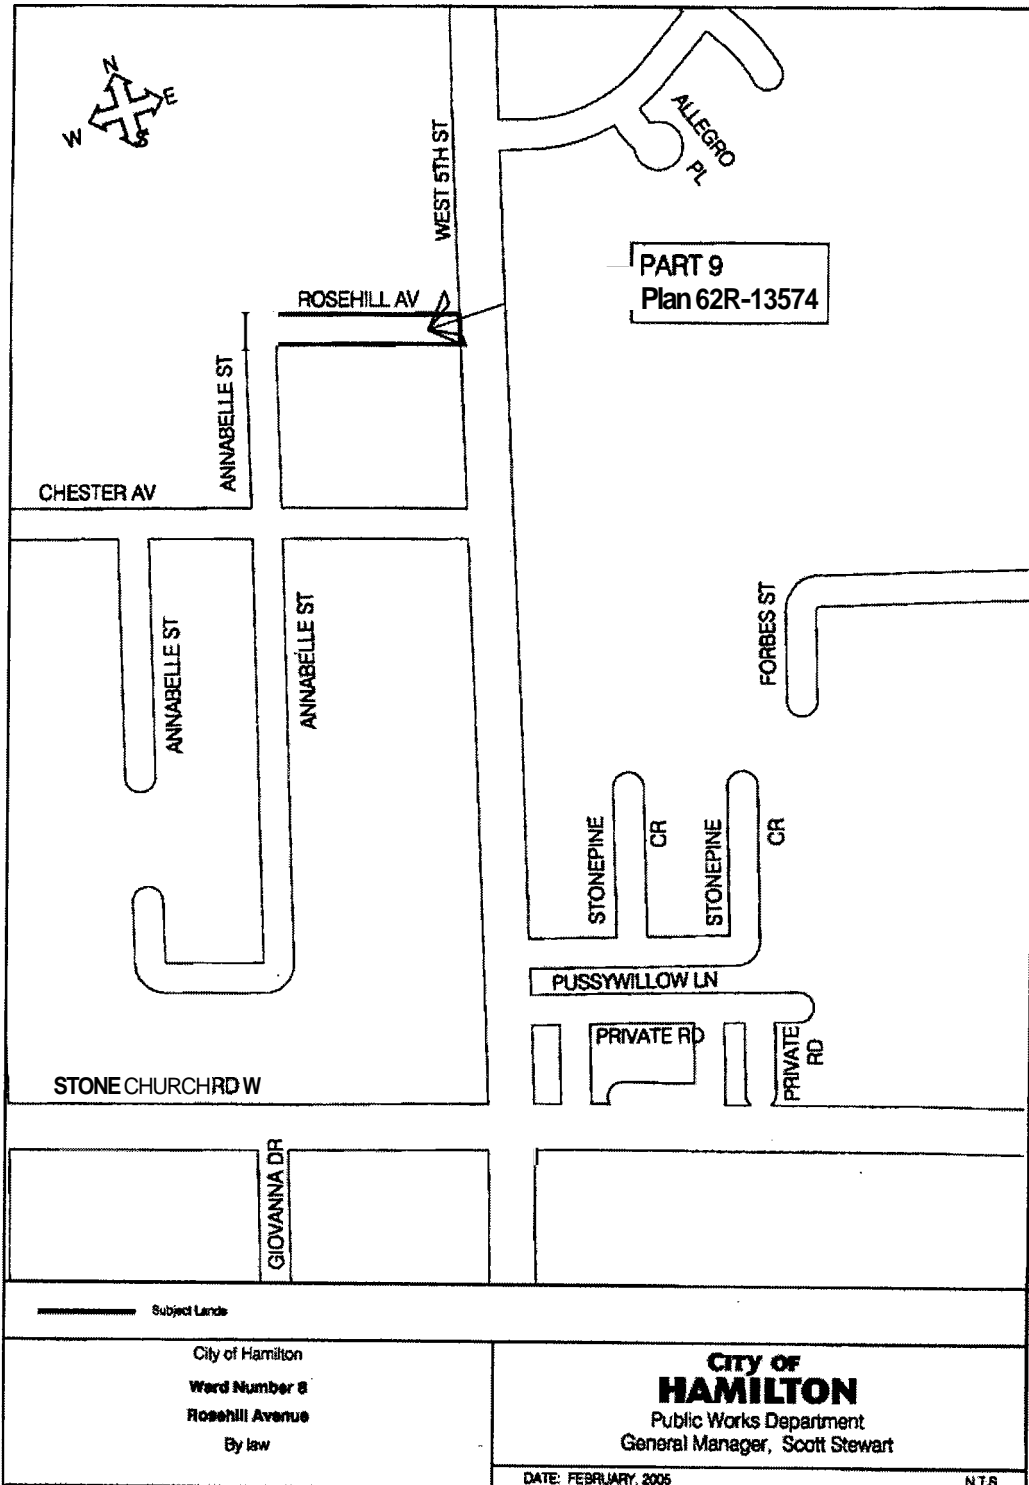 N
E
W
S
WEST 5TH ST
ALLEGRO
PL
PART 9
Plan 62R-13574
ROSEHILL AV
ANNABELLE ST
CHESTER AV
ANNABELLE ST
ANNABELLE ST
FORBES ST
STONEPINE
CR
STONEPINE
CR
PUSSYWILLOW LN
PRIVATE RD
PRIVATE
RD
STONE CHURCH RD W
GIOVANNA DR
Subject Lands
City of Hamilton
Ward Number 8
Rosehill Avenue
By law
CITY OF
HAMILTON
Public Works Department
General Manager, Scott Stewart
DATE: FEBRUARY, 2005
N.T.S